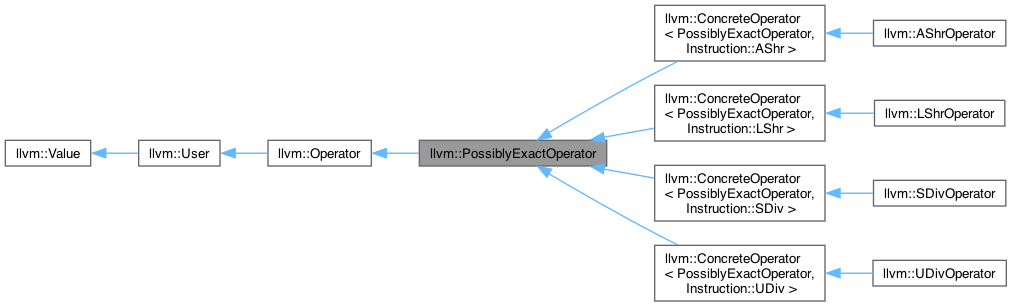 llvm::Value
llvm::User
llvm::Operator
llvm::PossiblyExactOperator
llvm::ConcreteOperator
< PossiblyExactOperator,
Instruction::AShr >
llvm::AShrOperator
llvm::ConcreteOperator
< PossiblyExactOperator,
Instruction::LShr >
llvm::LShrOperator
llvm::ConcreteOperator
< PossiblyExactOperator,
Instruction::SDiv >
llvm::SDivOperator
llvm::ConcreteOperator
< PossiblyExactOperator,
Instruction::UDiv >
llvm::UDivOperator